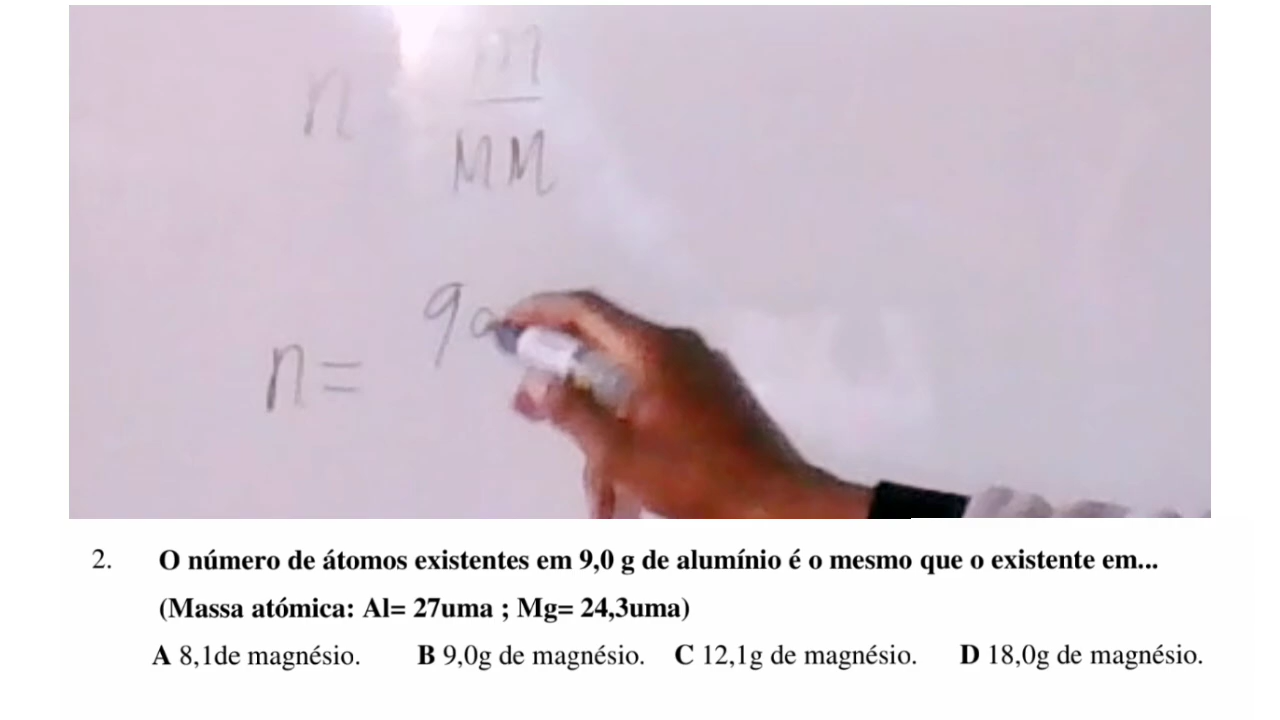 n m
MM
n = 9
2. O número de átomos existentes em 9,0 g de alumínio é o mesmo que o existente em...
(Massa atómica: Al= 27uma ; Mg= 24,3uma)
A 8,1de magnésio. B 9,0g de magnésio. C 12,1g de magnésio. D 18,0g de magnésio.